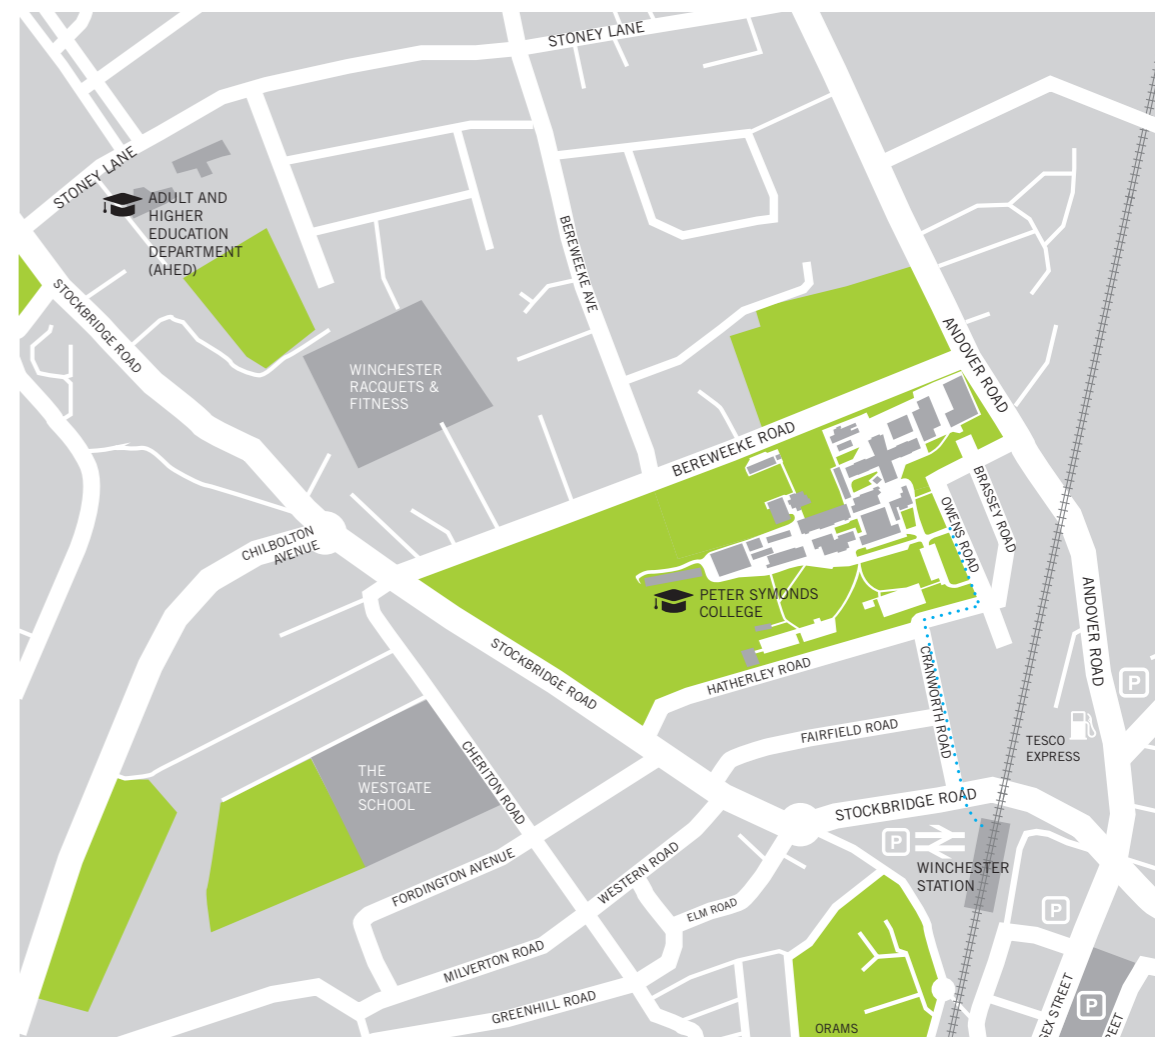 STONEY LANE
STONEY LANE
ADULT AND
HIGHER
EDUCATION
DEPARTMENT
(AHED)
BEREWEEKE AVE
STOCKBRIDGE ROAD
ANDOVER ROAD
WINCHESTER
RACQUETS &
FITNESS
BEREWEEKE ROAD
BRASSEY ROAD
OWENS ROAD
CHILBOLTON
AVENUE
PETER SYMONDS
COLLEGE
ANDOVER ROAD
STOCKBRIDGE ROAD
HATHERLEY ROAD
CRANWORTH ROAD
P
FAIRFIELD ROAD
TESCO
EXPRESS
CHERITON ROAD
THE
WESTGATE
SCHOOL
STOCKBRIDGE ROAD
P
WINCHESTER
STATION
FORDINGTON AVENUE
WESTERN ROAD
ELM ROAD
P
MILVERTON ROAD
GREENHILL ROAD
P
SEX STREET
REET
ORAMS